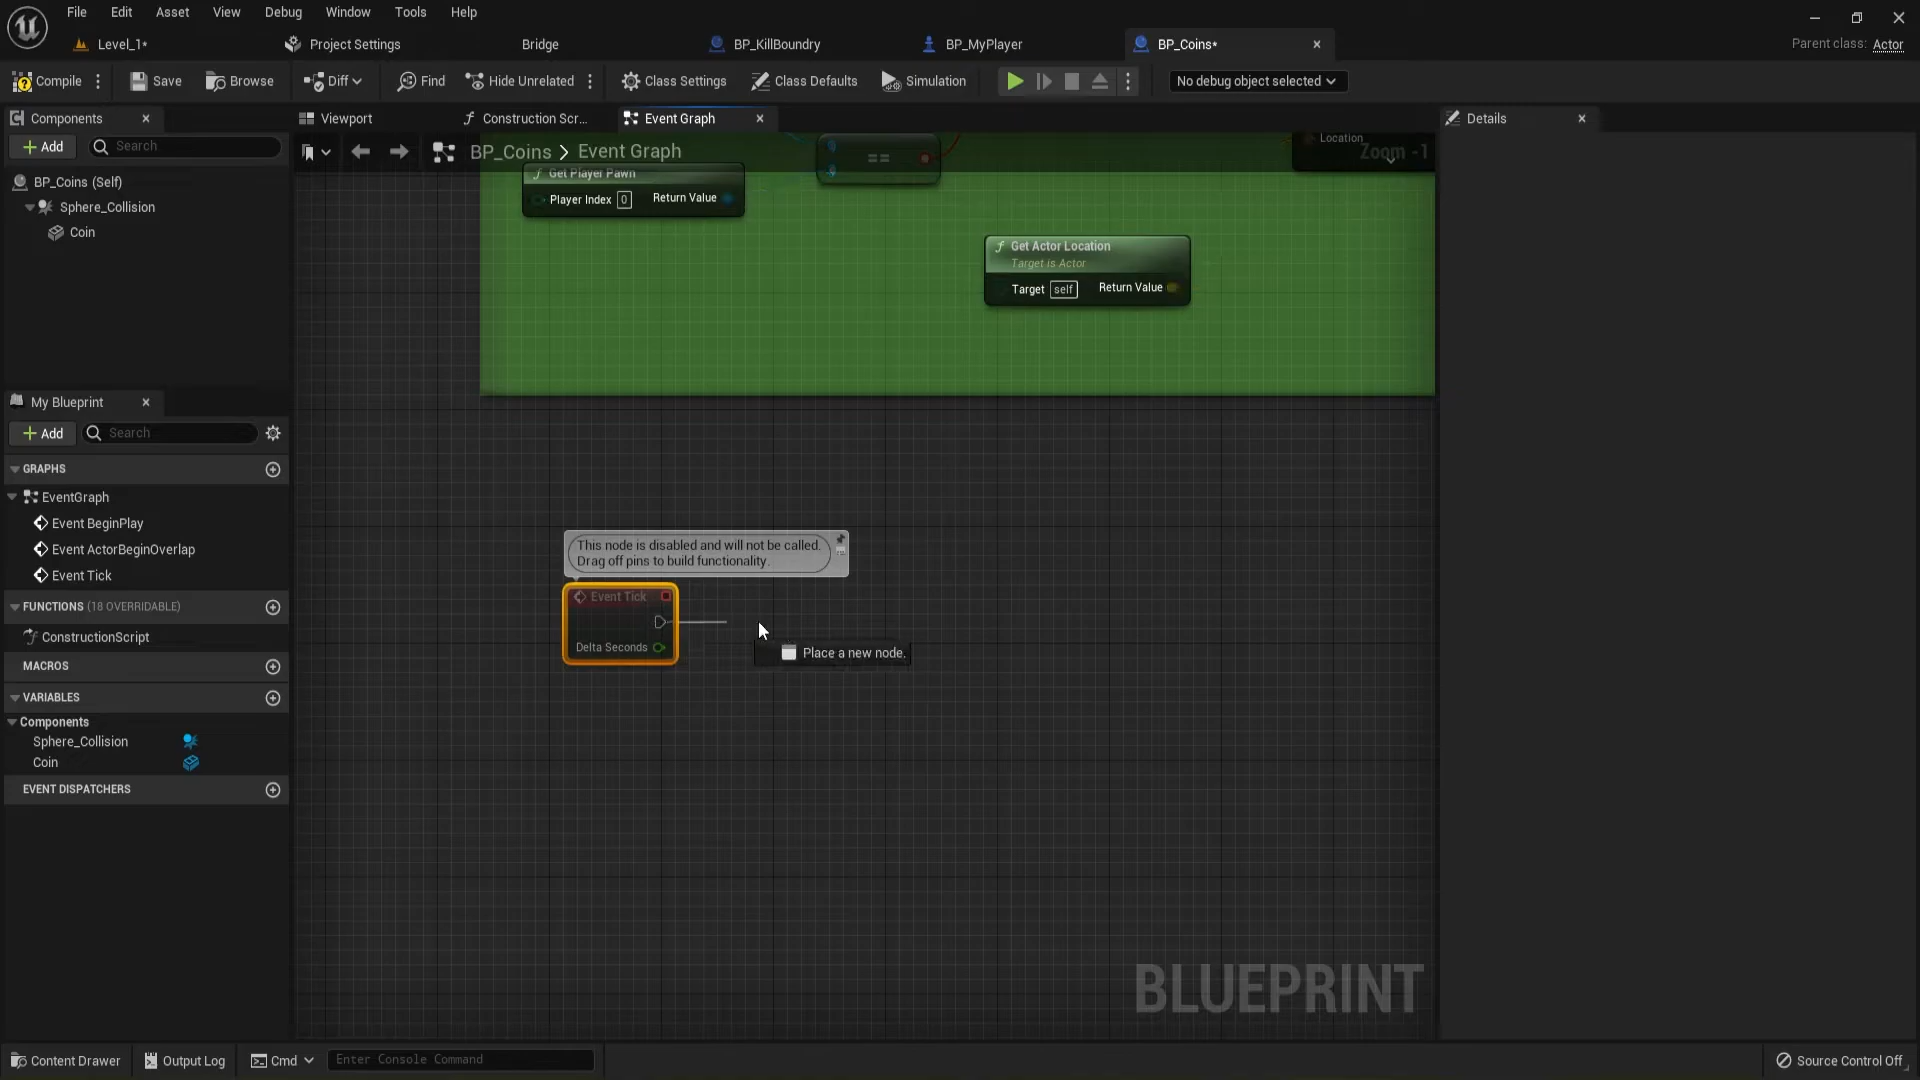 File Edit Asset View Debug Window Tools Help
Level_1* Project Settings Bridge BP_KillBoundry BP_MyPlayer BP_Coins* Parent class: Actor
Compile Save Browse Diff Find Hide Unrelated Class Settings Class Defaults Simulation No debug object selected
Components Viewport Construction Scr... Event Graph Details
Add Search
BP_Coins > Event Graph
Zoom -1
BP_Coins (Self)
Sphere_Collision
Coin
Get Player Pawn
Player Index 0 Return Value
==
Location
Get Actor Location
Target is Actor
Target self Return Value
My Blueprint
Add Search
GRAPHS
EventGraph
Event BeginPlay
Event ActorBeginOverlap
Event Tick
FUNCTIONS (18 OVERRIDABLE)
ConstructionScript
MACROS
VARIABLES
Components
Sphere_Collision
Coin
EVENT DISPATCHERS
This node is disabled and will not be called.
Drag off pins to build functionality.
Event Tick
Delta Seconds
Place a new node.
BLUEPRINT
Content Drawer Output Log Cmd Enter Console Command Source Control Off